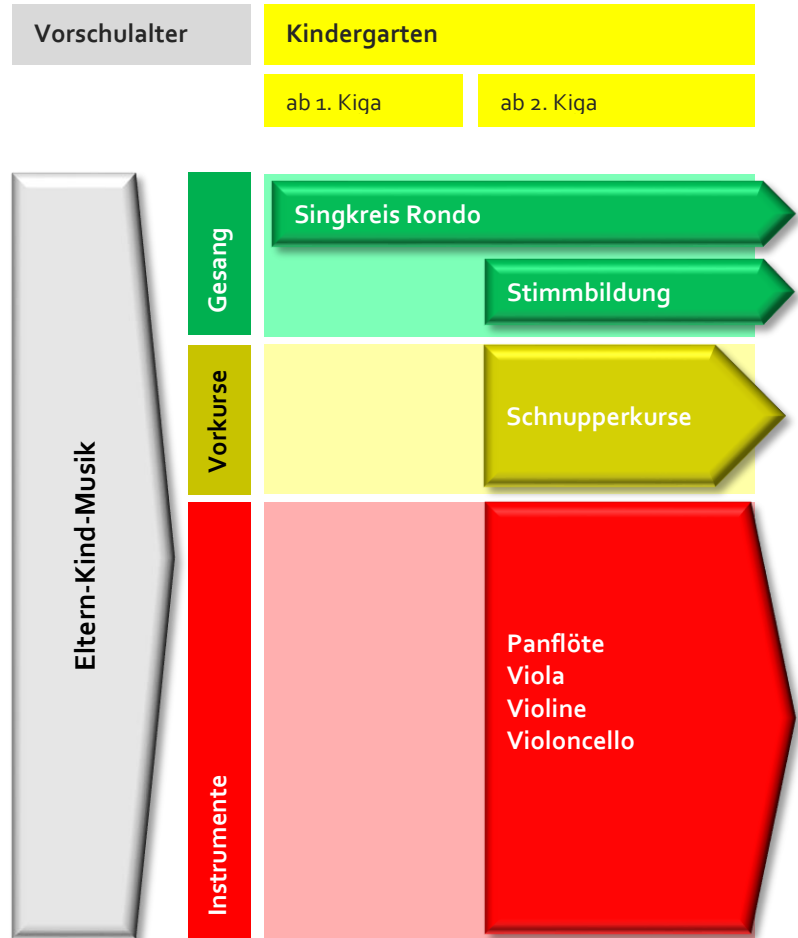 Vorschulalter
Kindergarten
ab 1. Kiga
ab 2. Kiga
Eltern-Kind-Musik
Gesang
Singkreis Rondo
Stimmbildung
Vorkurse
Schnupperkurse
Instrumente
Panflöte
Viola
Violine
Violoncello